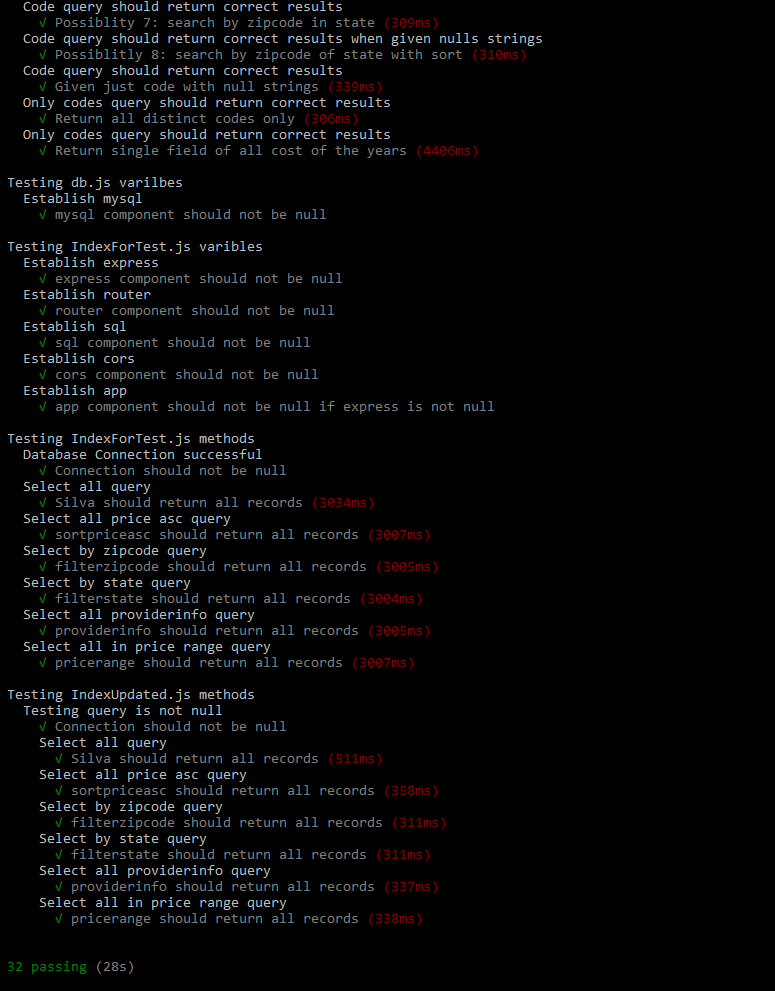 Code query should return correct results
√ Possiblity 7: search by zipcode in state (309ms)
Code query should return correct results when given nulls strings
√ Possiblitly 8: search by zipcode of state with sort (310ms)
Code query should return correct results
√ Given just code with null strings (339ms)
Only codes query should return correct results
√ Return all distinct codes only (306ms)
Only codes query should return correct results
√ Return single field of all cost of the years (4406ms)
Testing db.js varilbes
Establish mysql
√ mysql component should not be null
Testing IndexForTest.js varibles
Establish express
√ express component should not be null
Establish router
√ router component should not be null
Establish sql
√ sql component should not be null
Establish cors
√ cors component should not be null
Establish app
√ app component should not be null if express is not null
Testing IndexForTest.js methods
Database Connection successful
√ Connection should not be null
Select all query
√ Silva should return all records (3034ms)
Select all price asc query
√ sortpriceasc should return all records (3007ms)
Select by zipcode query
√ filterzipcode should return all records (3005ms)
Select by state query
√ filterstate should return all records (3004ms)
Select all providerinfo query
√ providerinfo should return all records (3005ms)
Select all in price range query
√ pricerange should return all records (3007ms)
Testing IndexUpdated.js methods
Testing query is not null
√ Connection should not be null
Select all query
√ Silva should return all records (511ms)
Select all price asc query
√ sortpriceasc should return all records (358ms)
Select by zipcode query
√ filterzipcode should return all records (311ms)
Select by state query
√ filterstate should return all records (311ms)
Select all providerinfo query
√ providerinfo should return all records (337ms)
Select all in price range query
√ pricerange should return all records (338ms)
32 passing (28s)